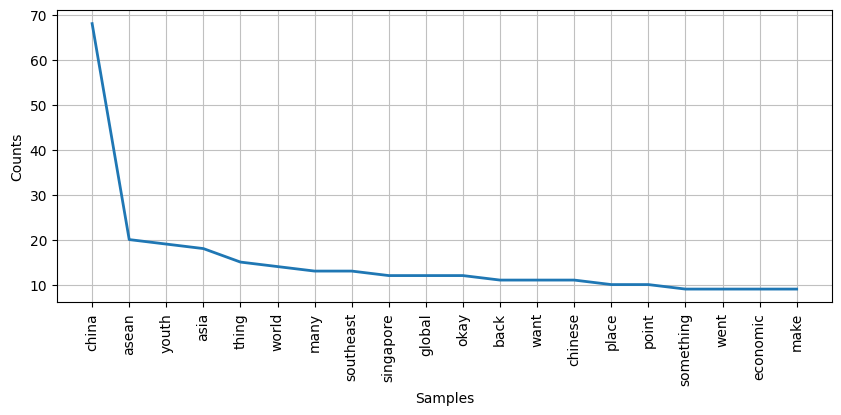 70
60
50
40
30
20
10
Counts
china
asean
youth
asia
thing
world
many
southeast
singapore
global
okay
back
want
chinese
place
point
something
went
economic
make
Samples